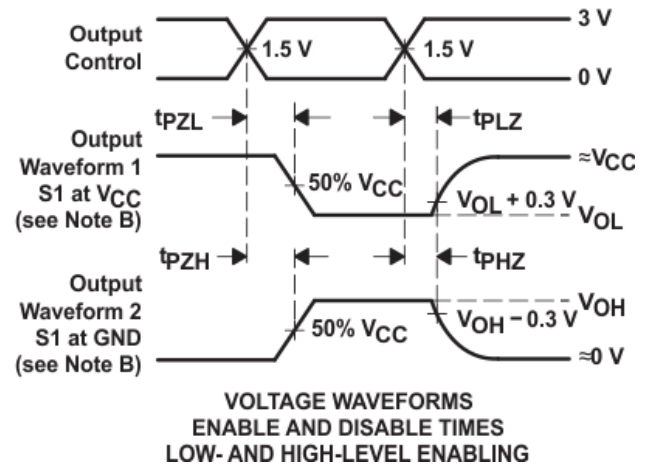 Output
Control
1.5 V
1.5 V
3 V
0 V
tPZL
tPLZ
Output
Waveform 1
S1 at VCC
(see Note B)
50% VCC
≈VCC
VOL + 0.3 V
VOL
tPZH
tPHZ
Output
Waveform 2
S1 at GND
(see Note B)
50% VCC
VOH
VOH − 0.3 V
≈0 V
VOLTAGE WAVEFORMS
ENABLE AND DISABLE TIMES
LOW- AND HIGH-LEVEL ENABLING